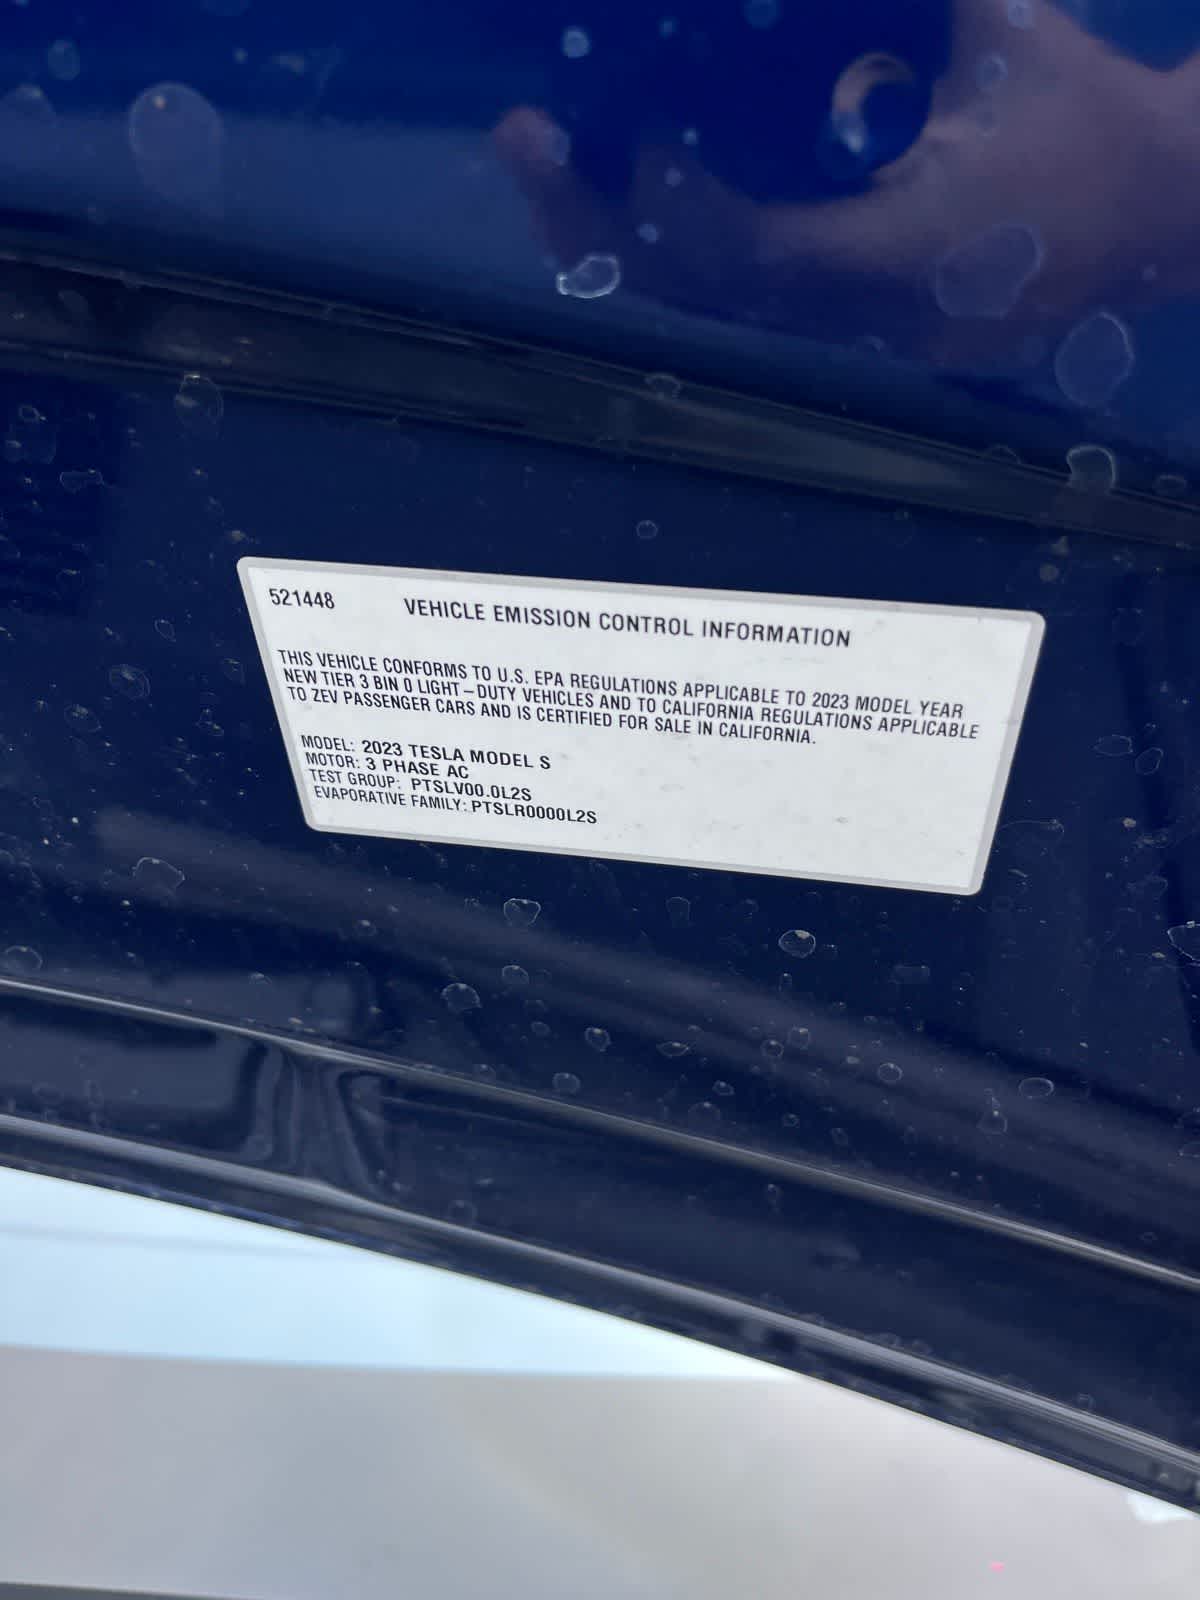 521448 VEHICLE EMISSION CONTROL INFORMATION
THIS VEHICLE CONFORMS TO U.S. EPA REGULATIONS APPLICABLE TO 2023 MODEL YEAR
NEW TIER 3 BIN 0 LIGHT-DUTY VEHICLES AND TO CALIFORNIA REGULATIONS APPLICABLE
TO ZEV PASSENGER CARS AND IS CERTIFIED FOR SALE IN CALIFORNIA.
MODEL: 2023 TESLA MODEL S
MOTOR: 3 PHASE AC
TEST GROUP: PTSLV00.0L2S
EVAPORATIVE FAMILY: PTSLR0000L2S